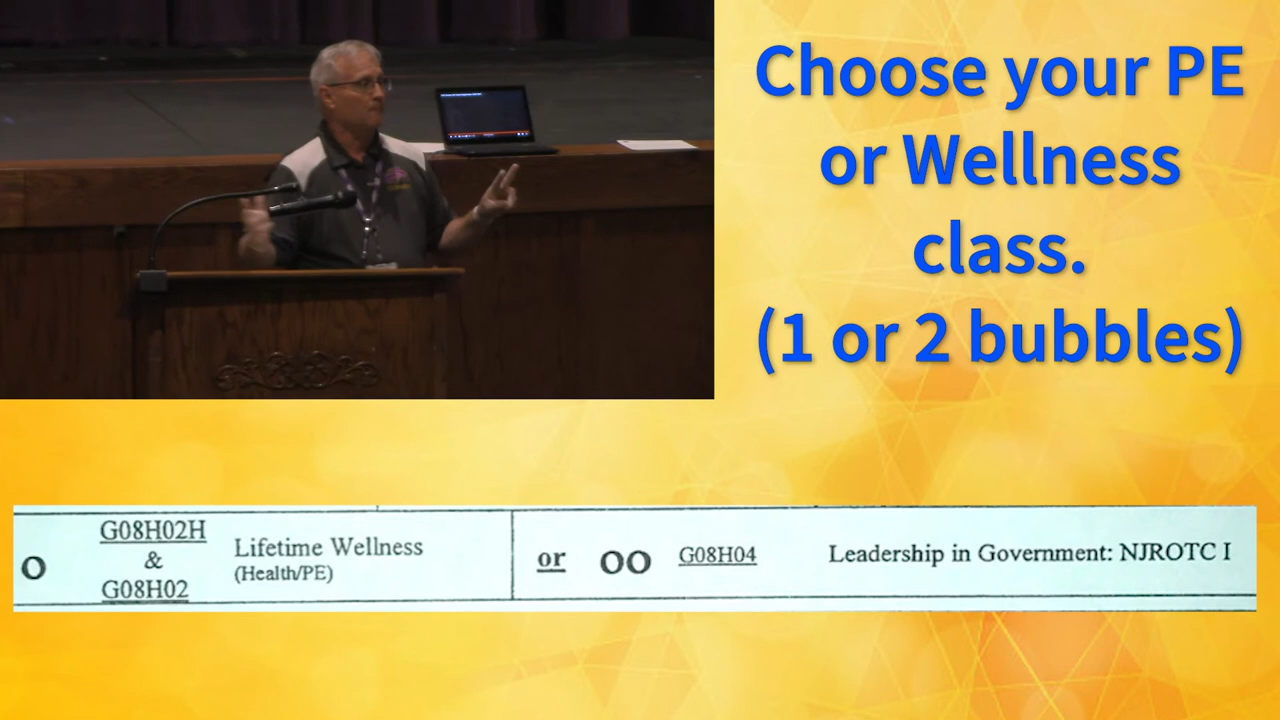 Choose your PE
or Wellness
class.
(1 or 2 bubbles)
O G08H02H & G08H02 Lifetime Wellness (Health/PE) or OO G08H04 Leadership in Government: NJROTC I